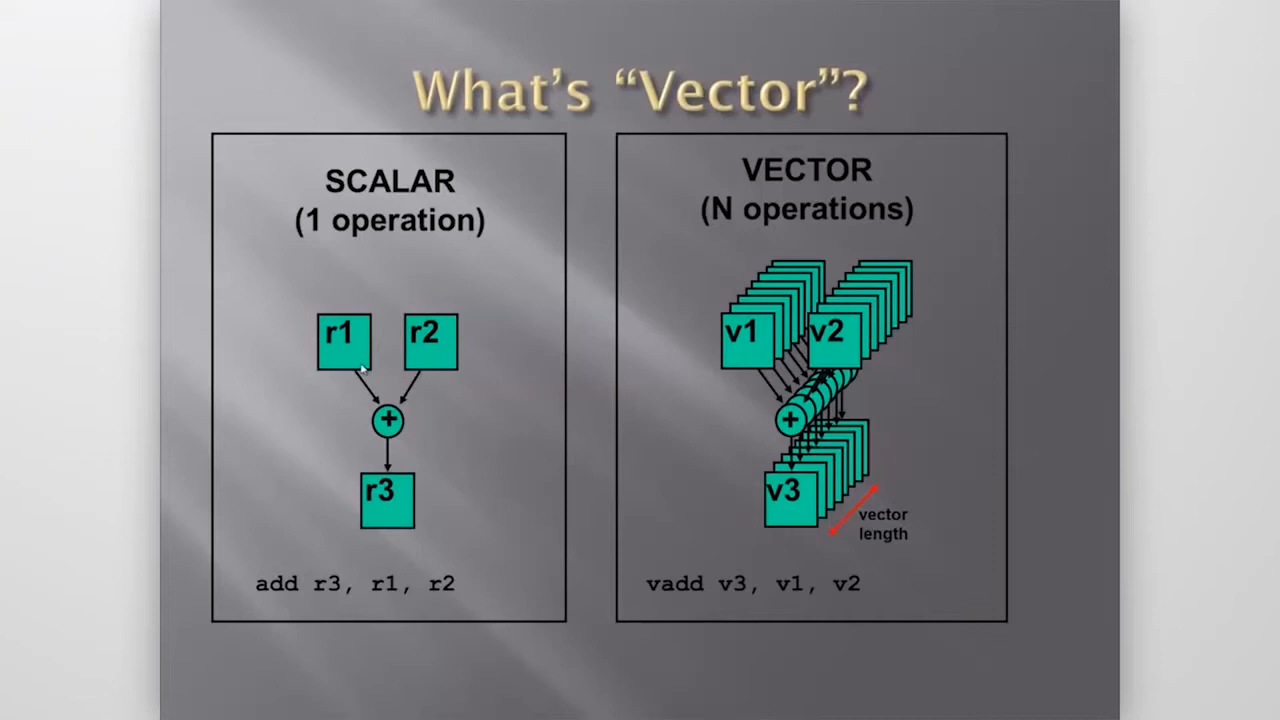 What's “Vector”?
SCALAR
(1 operation)
r1
r2
+
r3
add r3, r1, r2
VECTOR
(N operations)
v1
v2
+
v3
vector
length
vadd v3, v1, v2